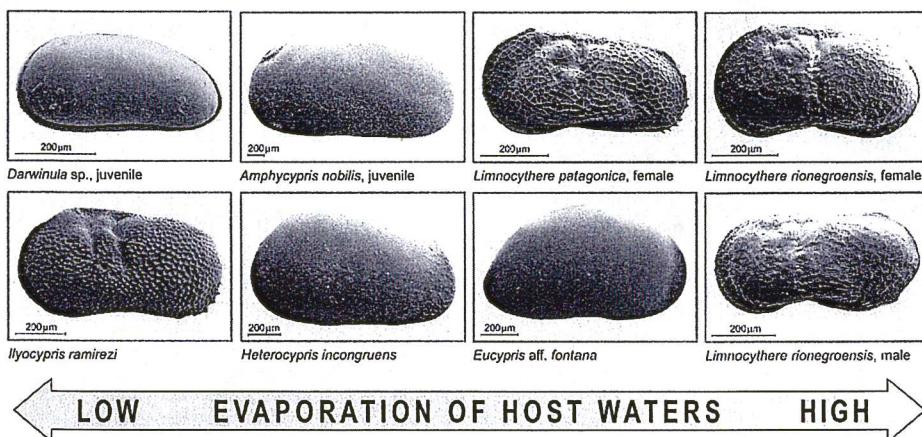 200µm
200µm
200µm
200µm
Darwinula sp., juvenile
Amphycypris nobilis, juvenile
Limnocythere patagonica, female
Limnocythere rionegroensis, female
200µm
200µm
200µm
200µm
Ilyocypris ramirezi
Heterocypris incongruens
Eucypris aff. fontana
Limnocythere rionegroensis, male
LOW EVAPORATION OF HOST WATERS HIGH